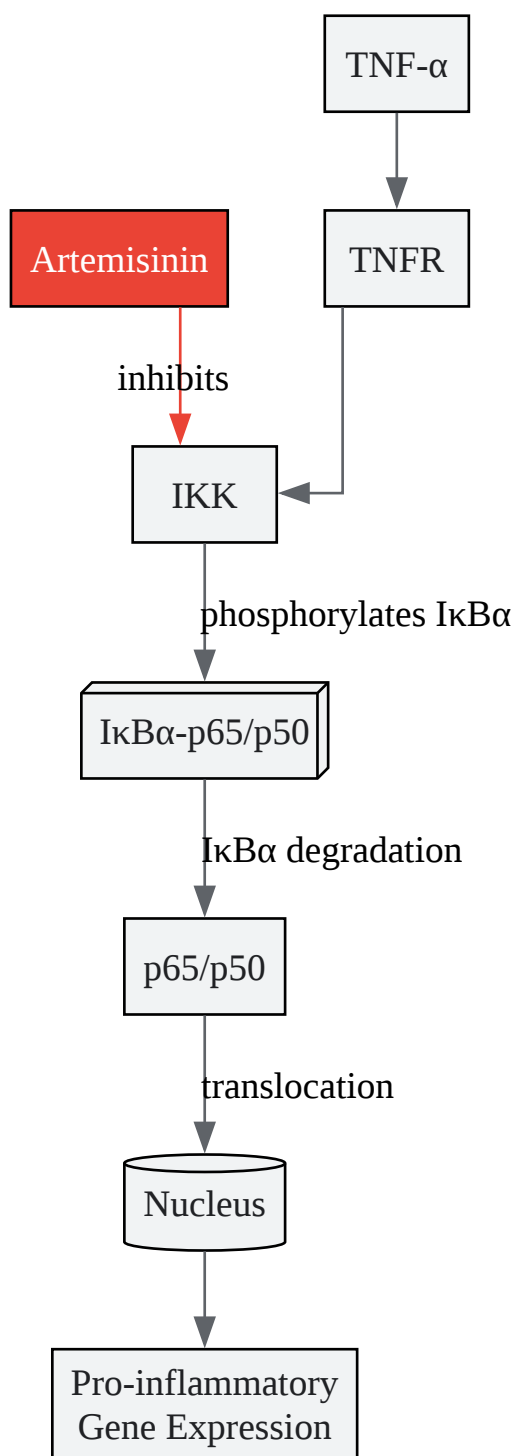 TNF-α
Artemisinin
TNFR
inhibits
IKK
phosphorylates IκBα
IκBα-p65/p50
IκBα degradation
p65/p50
translocation
Nucleus
Pro-inflammatory
Gene Expression